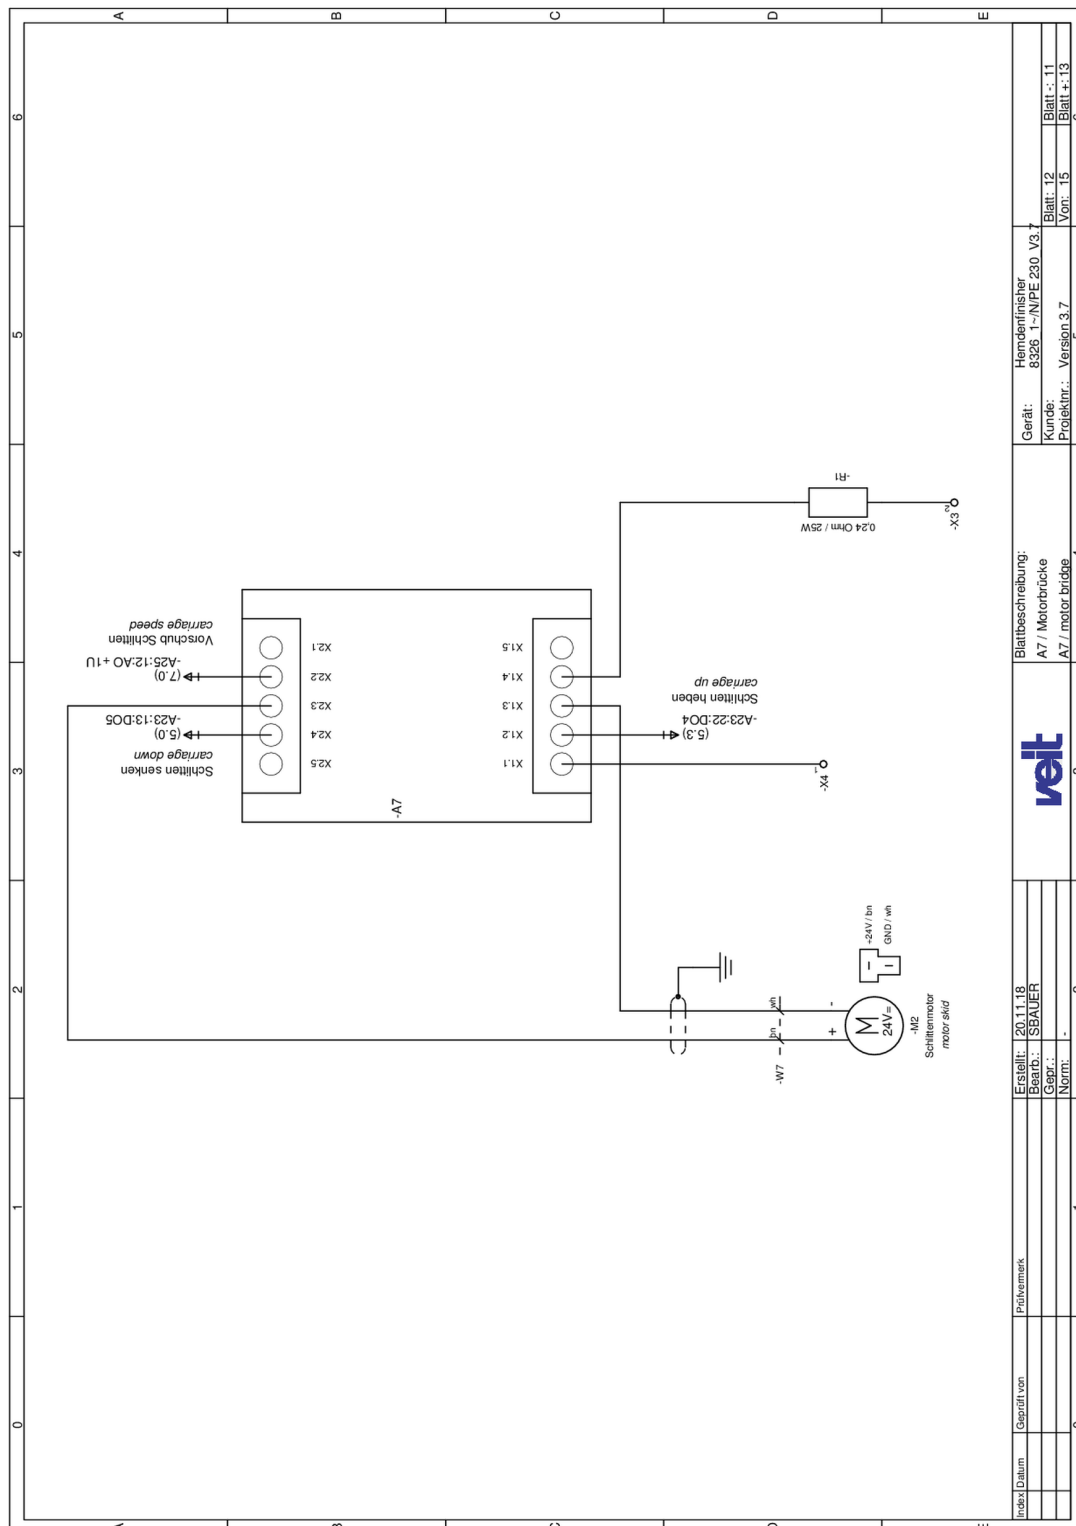 0 1 2 3 4 5 6
A
B
C
D
E
-A23:13:DO5
(5.0)
Schlitten senken
carriage down
-A25:12:AO +1U
(7.0)
Vorschub Schlitten
carriage speed
X2.5 X2.4 X2.3 X2.2 X2.1
-A7
X1.1 X1.2 X1.3 X1.4 X1.5
(5.3)
-A23:22:DO4
Schlitten heben
carriage up
-W7
bn
wh
+ -
M
24V=
-M2
Schlittenmotor
motor skid
+24V / bn
GND / wh
-X4
1
-R1
0,24 Ohm / 25W
-X3
2
Index Datum Geprüft von Prüfvermerk
Erstellt: 20.11.18
Bearb.: SBAUER
Gepr.:
Norm: -
veit
Blattbeschreibung:
A7 / Motorbrücke
A7 / motor bridge
Gerät: Hemdenfinisher
8326 1~/N/PE 230 V3.7
Kunde:
Projektnr.: Version 3.7
Blatt: 12 Blatt -: 11
Von: 15 Blatt +: 13